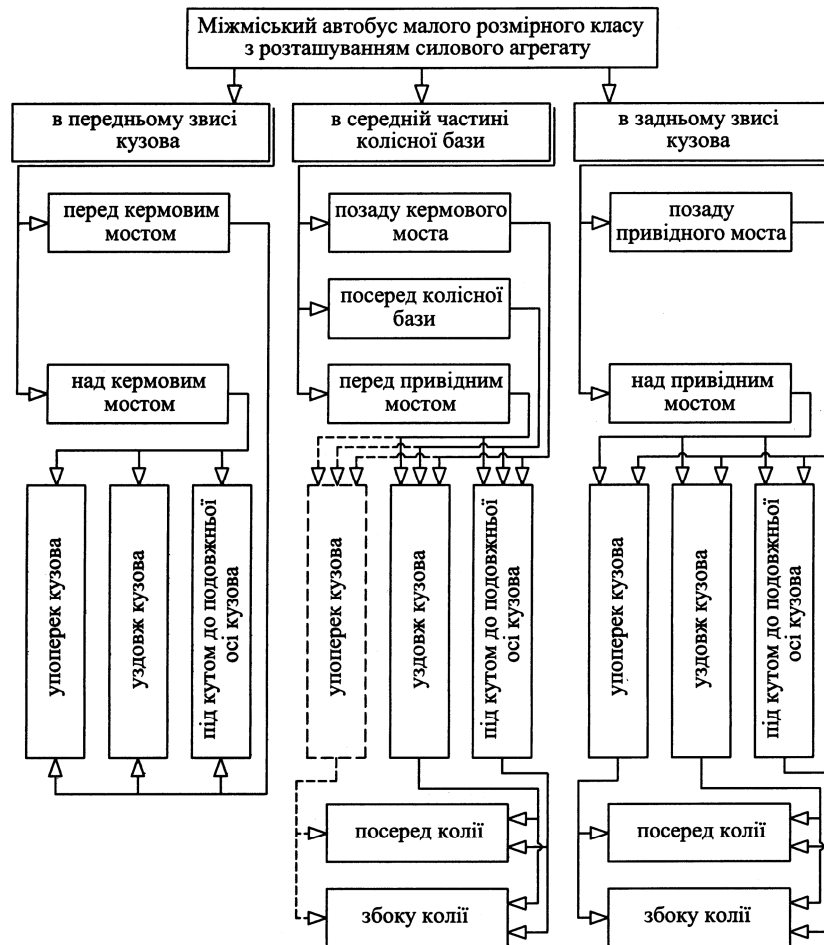 Міжміський автобус малого розмірного класу
з розташуванням силового агрегату
в передньому звисі
кузова
в середній частині
колісної бази
в задньому звисі
кузова
перед кермовим
мостом
позаду кермового
моста
позаду
привідного моста
посеред колісної
бази
над кермовим
мостом
перед привідним
мостом
над привідним
мостом
упоперек кузова
уздовж кузова
під кутом до подовжньої
осі кузова
упоперек кузова
уздовж кузова
під кутом до подовжньої
осі кузова
упоперек кузова
уздовж кузова
під кутом до подовжньої
осі кузова
посеред колії
посеред колії
збоку колії
збоку колії